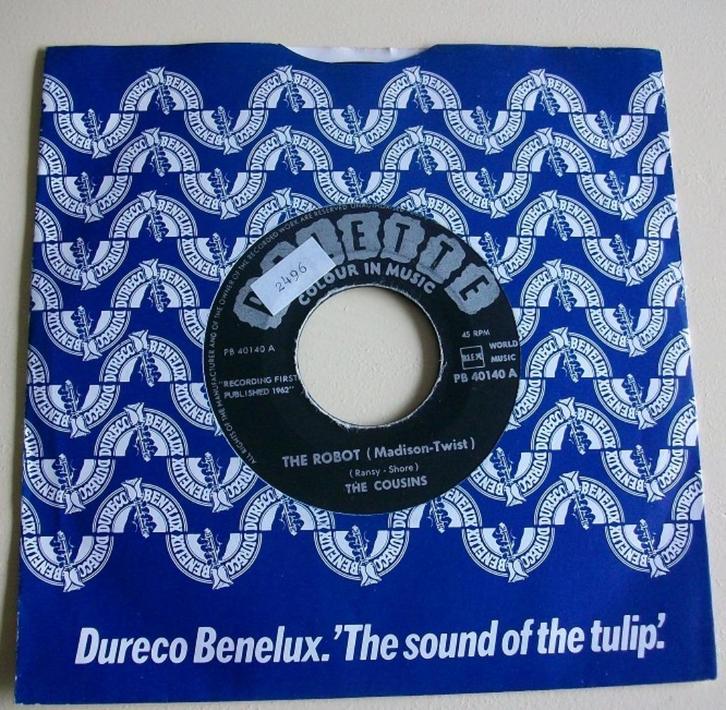 DURECO BENELUX
ALL RIGHTS OF THE MANUFACTURER AND OF THE OWNER OF THE RECORDED WORK ARE RESERVED
2496
COLOUR IN MUSIC
PB 40140 A
"RECORDING FIRST
PUBLISHED 1962"
45 RPM
WORLD
MUSIC
PB 40140 A
THE ROBOT (Madison-Twist)
(Ransy - Shore)
THE COUSINS
Dureco Benelux. 'The sound of the tulip'.